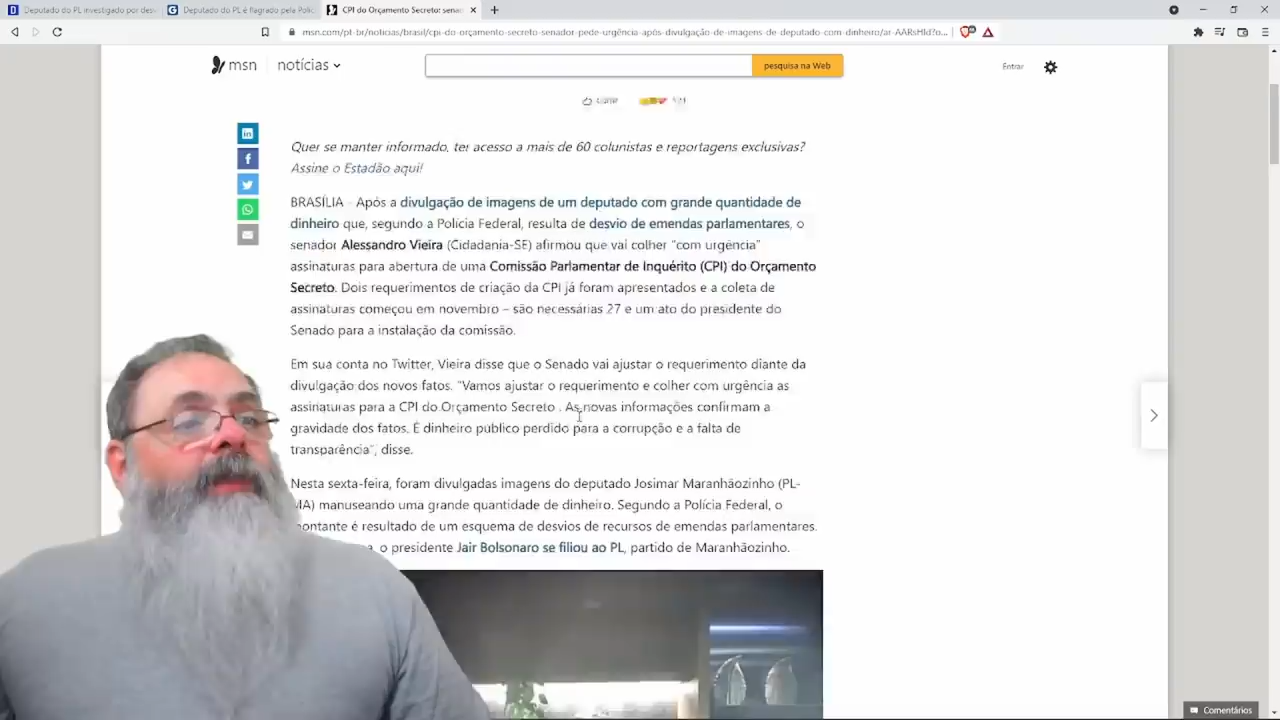 Deputado do PL investigado por desv
Deputado do PL é flagrado pela Políc
CPI do Orçamento Secreto: senad
msn.com/pt-br/noticias/brasil/cpi-do-orçamento-secreto-senador-pede-urgência-após-divulgação-de-imagens-de-deputado-com-dinheiro/ar-AARsHId?o...
msn notícias
pesquisa na Web
Entrar
Quer se manter informado, ter acesso a mais de 60 colunistas e reportagens exclusivas?
Assine o Estadão aqui!
BRASÍLIA - Após a divulgação de imagens de um deputado com grande quantidade de
dinheiro que, segundo a Polícia Federal, resulta de desvio de emendas parlamentares, o
senador Alessandro Vieira (Cidadania-SE) afirmou que vai colher "com urgência"
assinaturas para abertura de uma Comissão Parlamentar de Inquérito (CPI) do Orçamento
Secreto. Dois requerimentos de criação da CPI já foram apresentados e a coleta de
assinaturas começou em novembro – são necessárias 27 e um ato do presidente do
Senado para a instalação da comissão.
Em sua conta no Twitter, Vieira disse que o Senado vai ajustar o requerimento diante da
divulgação dos novos fatos. "Vamos ajustar o requerimento e colher com urgência as
assinaturas para a CPI do Orçamento Secreto . As novas informações confirmam a
gravidade dos fatos. É dinheiro público perdido para a corrupção e a falta de
transparência", disse.
Nesta sexta-feira, foram divulgadas imagens do deputado Josimar Maranhãozinho (PL-
MA) manuseando uma grande quantidade de dinheiro. Segundo a Polícia Federal, o
montante é resultado de um esquema de desvios de recursos de emendas parlamentares.
o presidente Jair Bolsonaro se filiou ao PL, partido de Maranhãozinho.
Comentários